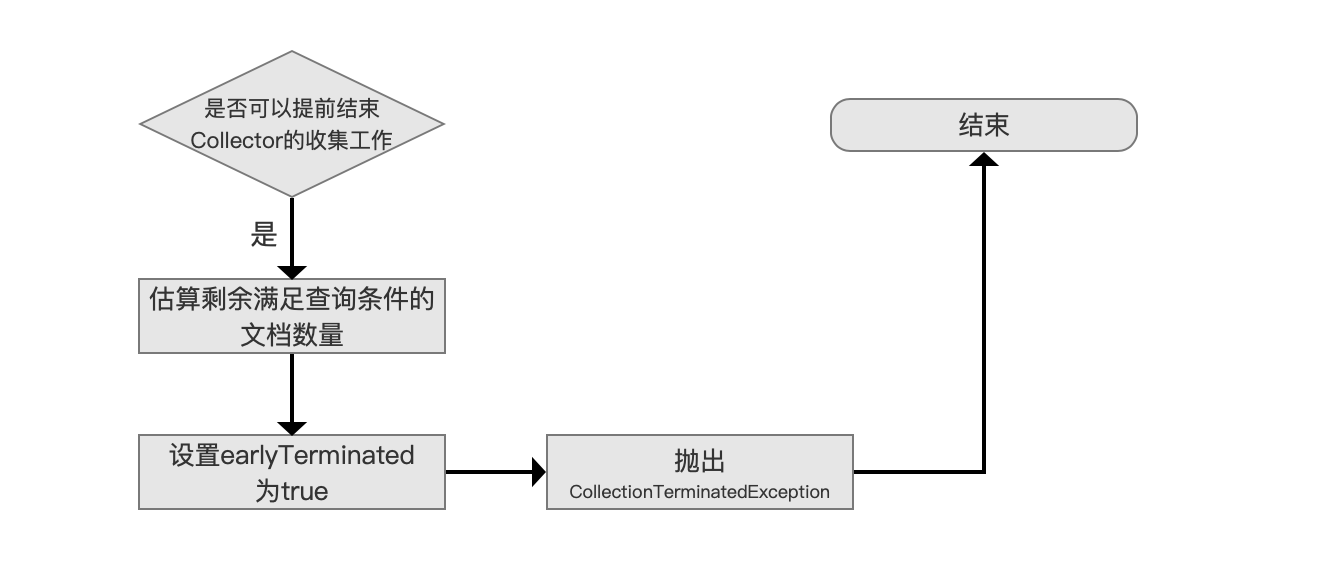 是否可以提前结束
Collector的收集工作
是
估算剩余满足查询条件的
文档数量
设置earlyTerminated
为true
抛出
CollectionTerminatedException
结束